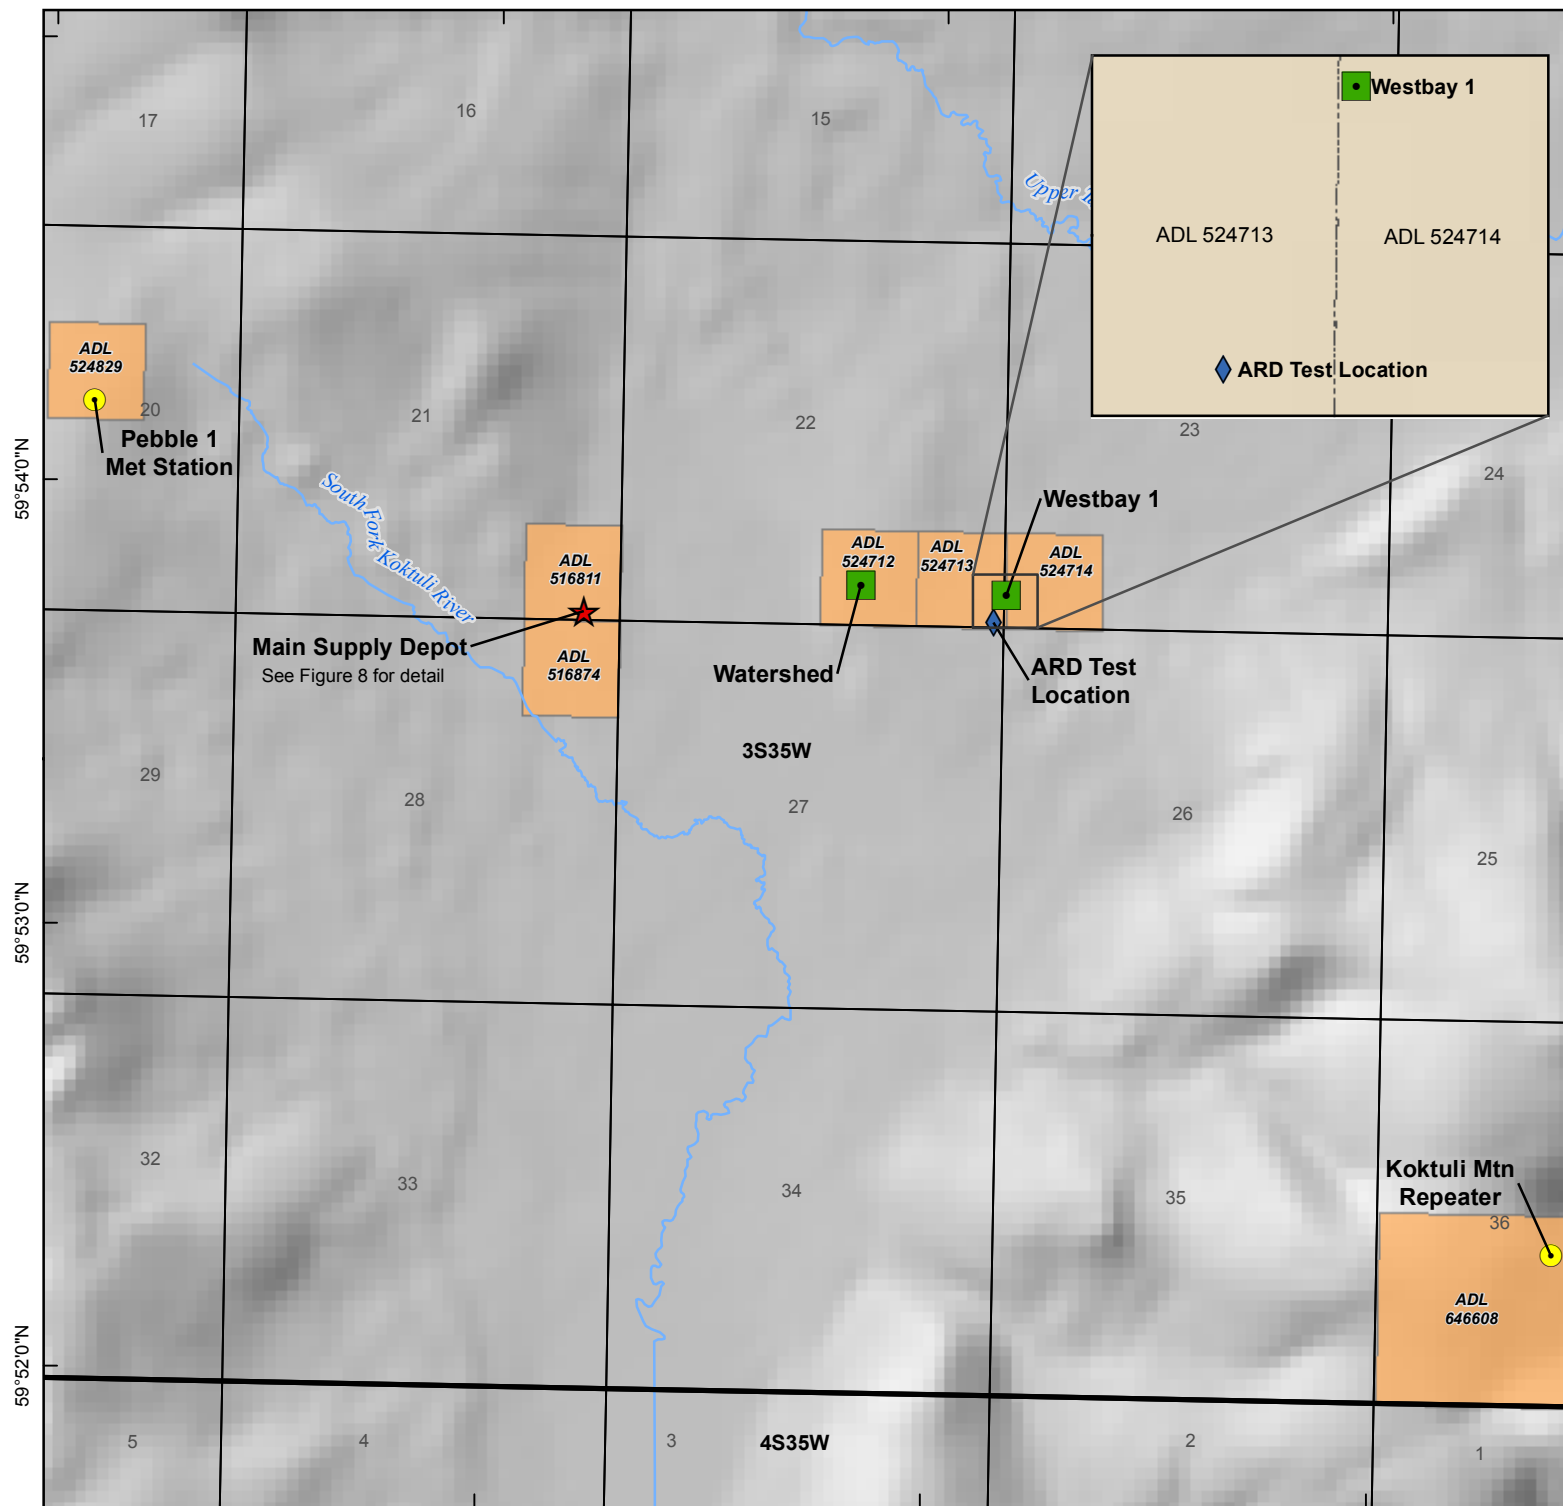 17
16
15
Westbay 1
Upper
ADL 524713
ADL 524714
ARD Test Location
ADL
524829
20
Pebble 1
Met Station
21
22
23
24
59°54'0"N
South Fork Koktuli River
Westbay 1
ADL
516811
ADL
524712
ADL
524713
ADL
524714
Main Supply Depot
See Figure 8 for detail
ADL
516874
Watershed
ARD Test
Location
3S35W
29
28
27
26
25
59°53'0"N
32
33
34
35
Koktuli Mtn
Repeater
36
ADL
646608
59°52'0"N
5
4
3
4S35W
2
1